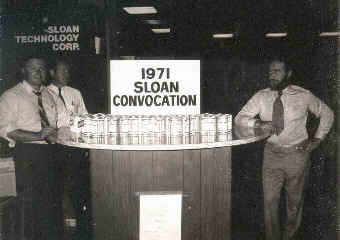 -SLOAN
TECHNOLOGY
CORP.
1971
SLOAN
CONVOCATION